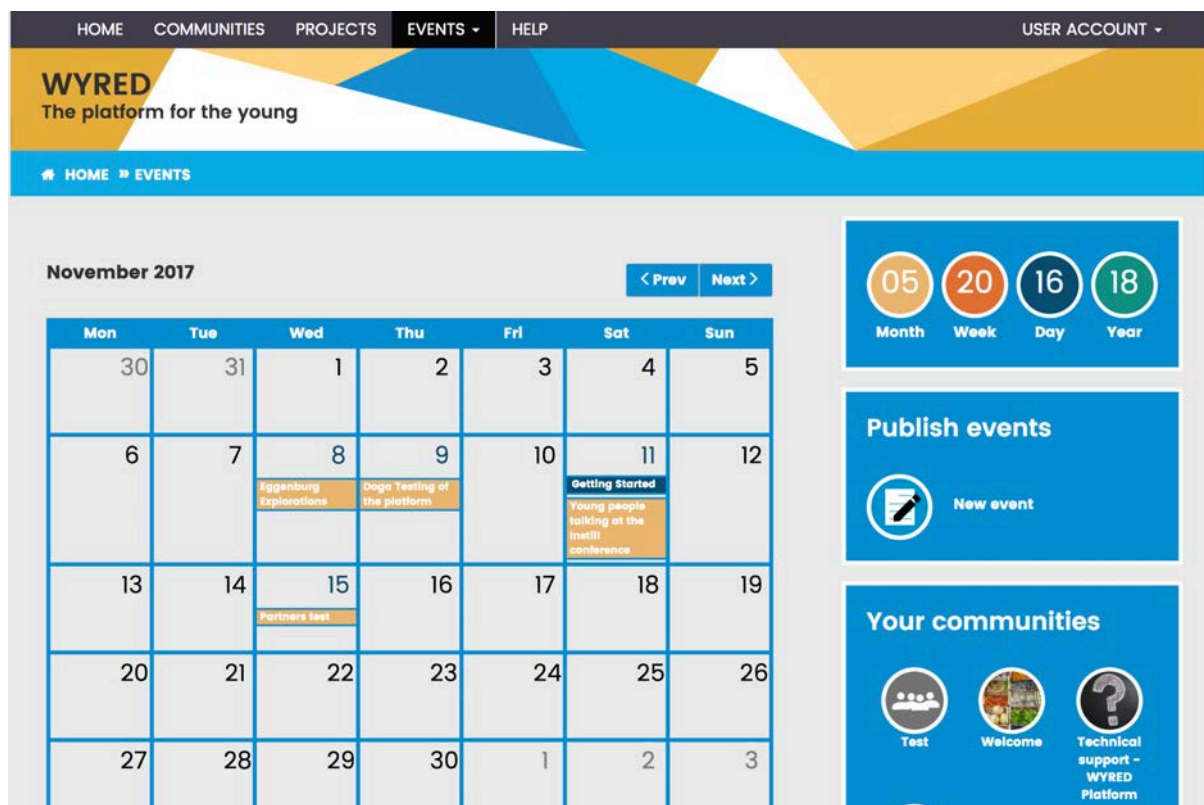 HOME COMMUNITIES PROJECTS EVENTS HELP USER ACCOUNT
WYRED
The platform for the young
HOME » EVENTS
November 2017
< Prev Next >
Mon Tue Wed Thu Fri Sat Sun
30 31 1 2 3 4 5
6 7 8 9 10 11 12
Eggenburg
Explorations
Doga Testing of
the platform
Getting Started
Young people
talking at the
Instill
conference
13 14 15 16 17 18 19
Partners test
20 21 22 23 24 25 26
27 28 29 30 1 2 3
05 20 16 18
Month Week Day Year
Publish events
New event
Your communities
Test
Welcome
Technical
support -
WYRED
Platform